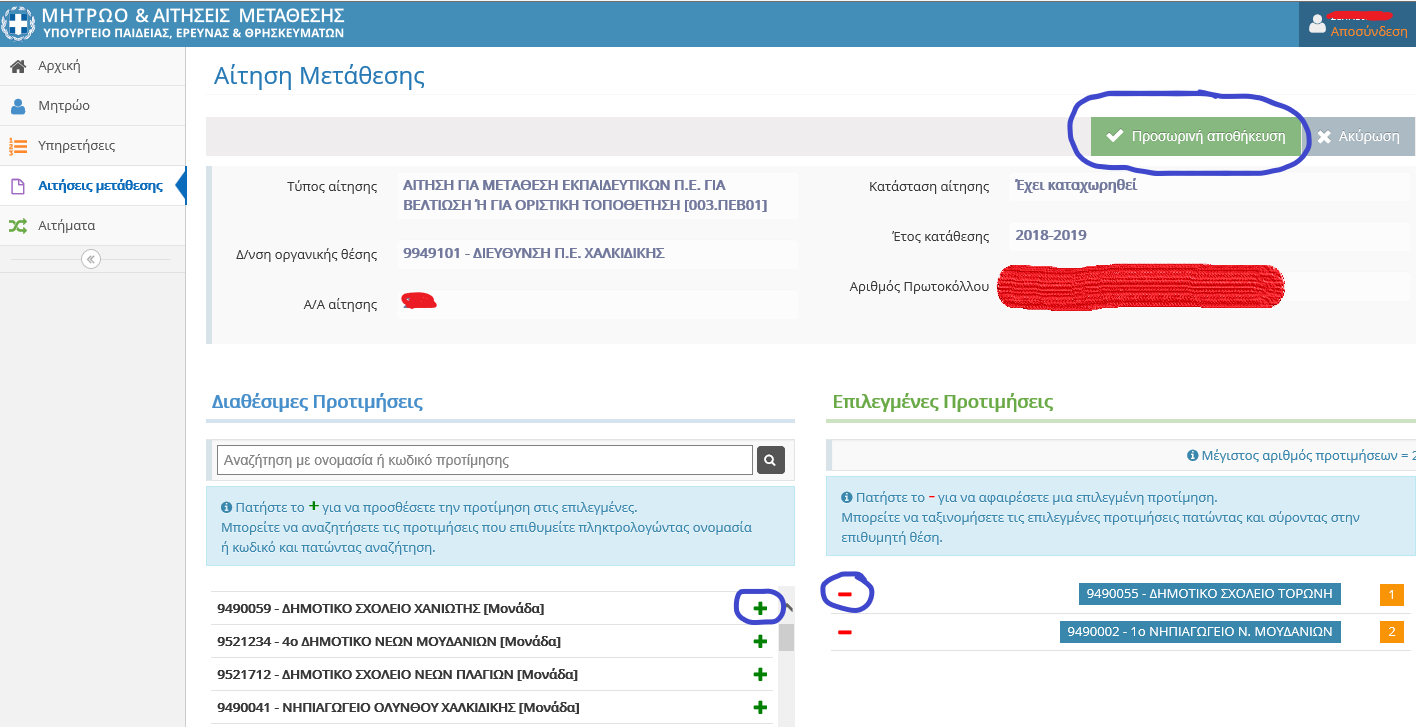 ΜΗΤΡΩΟ & ΑΙΤΗΣΕΙΣ ΜΕΤΑΘΕΣΗΣ
ΥΠΟΥΡΓΕΙΟ ΠΑΙΔΕΙΑΣ, ΕΡΕΥΝΑΣ & ΘΡΗΣΚΕΥΜΑΤΩΝ
Αποσύνδεση
Αρχική
Μητρώο
Υπηρετήσεις
Αιτήσεις μετάθεσης
Αιτήματα
Αίτηση Μετάθεσης
Προσωρινή αποθήκευση
Ακύρωση
Τύπος αίτησης
ΑΙΤΗΣΗ ΓΙΑ ΜΕΤΑΘΕΣΗ ΕΚΠΑΙΔΕΥΤΙΚΩΝ Π.Ε. ΓΙΑ
ΒΕΛΤΙΩΣΗ Ή ΓΙΑ ΟΡΙΣΤΙΚΗ ΤΟΠΟΘΕΤΗΣΗ [003.ΠΕΒ01]
Δ/νση οργανικής θέσης
9949101 - ΔΙΕΥΘΥΝΣΗ Π.Ε. ΧΑΛΚΙΔΙΚΗΣ
Α/Α αίτησης
Κατάσταση αίτησης
Έχει καταχωρηθεί
Έτος κατάθεσης
2018-2019
Αριθμός Πρωτοκόλλου
Διαθέσιμες Προτιμήσεις
Αναζήτηση με ονομασία ή κωδικό προτίμησης
Πατήστε το + για να προσθέσετε την προτίμηση στις επιλεγμένες.
Μπορείτε να αναζητήσετε τις προτιμήσεις που επιθυμείτε πληκτρολογώντας ονομασία
ή κωδικό και πατώντας αναζήτηση.
9490059 - ΔΗΜΟΤΙΚΟ ΣΧΟΛΕΙΟ ΧΑΝΙΩΤΗΣ [Μονάδα]
9521234 - 4ο ΔΗΜΟΤΙΚΟ ΝΕΩΝ ΜΟΥΔΑΝΙΩΝ [Μονάδα]
9521712 - ΔΗΜΟΤΙΚΟ ΣΧΟΛΕΙΟ ΝΕΩΝ ΠΛΑΓΙΩΝ [Μονάδα]
9490041 - ΝΗΠΙΑΓΩΓΕΙΟ ΟΛΥΝΘΟΥ ΧΑΛΚΙΔΙΚΗΣ [Μονάδα]
Επιλεγμένες Προτιμήσεις
Μέγιστος αριθμός προτιμήσεων = 2
Πατήστε το - για να αφαιρέσετε μια επιλεγμένη προτίμηση.
Μπορείτε να ταξινομήσετε τις επιλεγμένες προτιμήσεις πατώντας και σύροντας στην
επιθυμητή θέση.
9490055 - ΔΗΜΟΤΙΚΟ ΣΧΟΛΕΙΟ ΤΟΡΩΝΗ 1
9490002 - 1ο ΝΗΠΙΑΓΩΓΕΙΟ Ν. ΜΟΥΔΑΝΙΩΝ 2